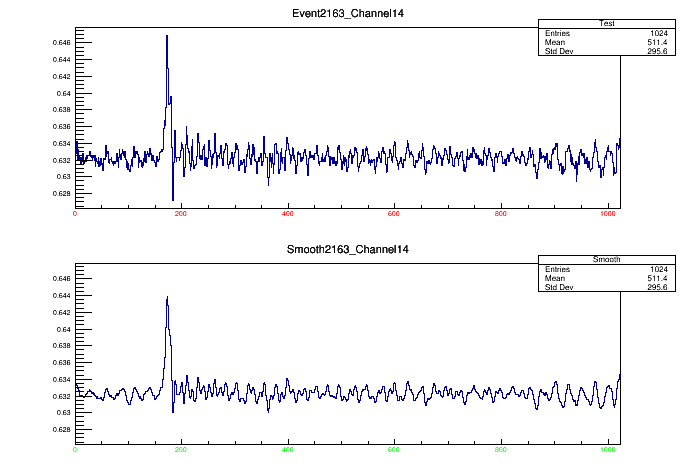 Event2163_Channel14
Test
Entries 1024
Mean 511.4
Std Dev 295.6
0.646
0.644
0.642
0.64
0.638
0.636
0.634
0.632
0.63
0.628
0 200 400 600 800 1000
Smooth2163_Channel14
Smooth
Entries 1024
Mean 511.4
Std Dev 295.6
0.646
0.644
0.642
0.64
0.638
0.636
0.634
0.632
0.63
0.628
0 200 400 600 800 1000